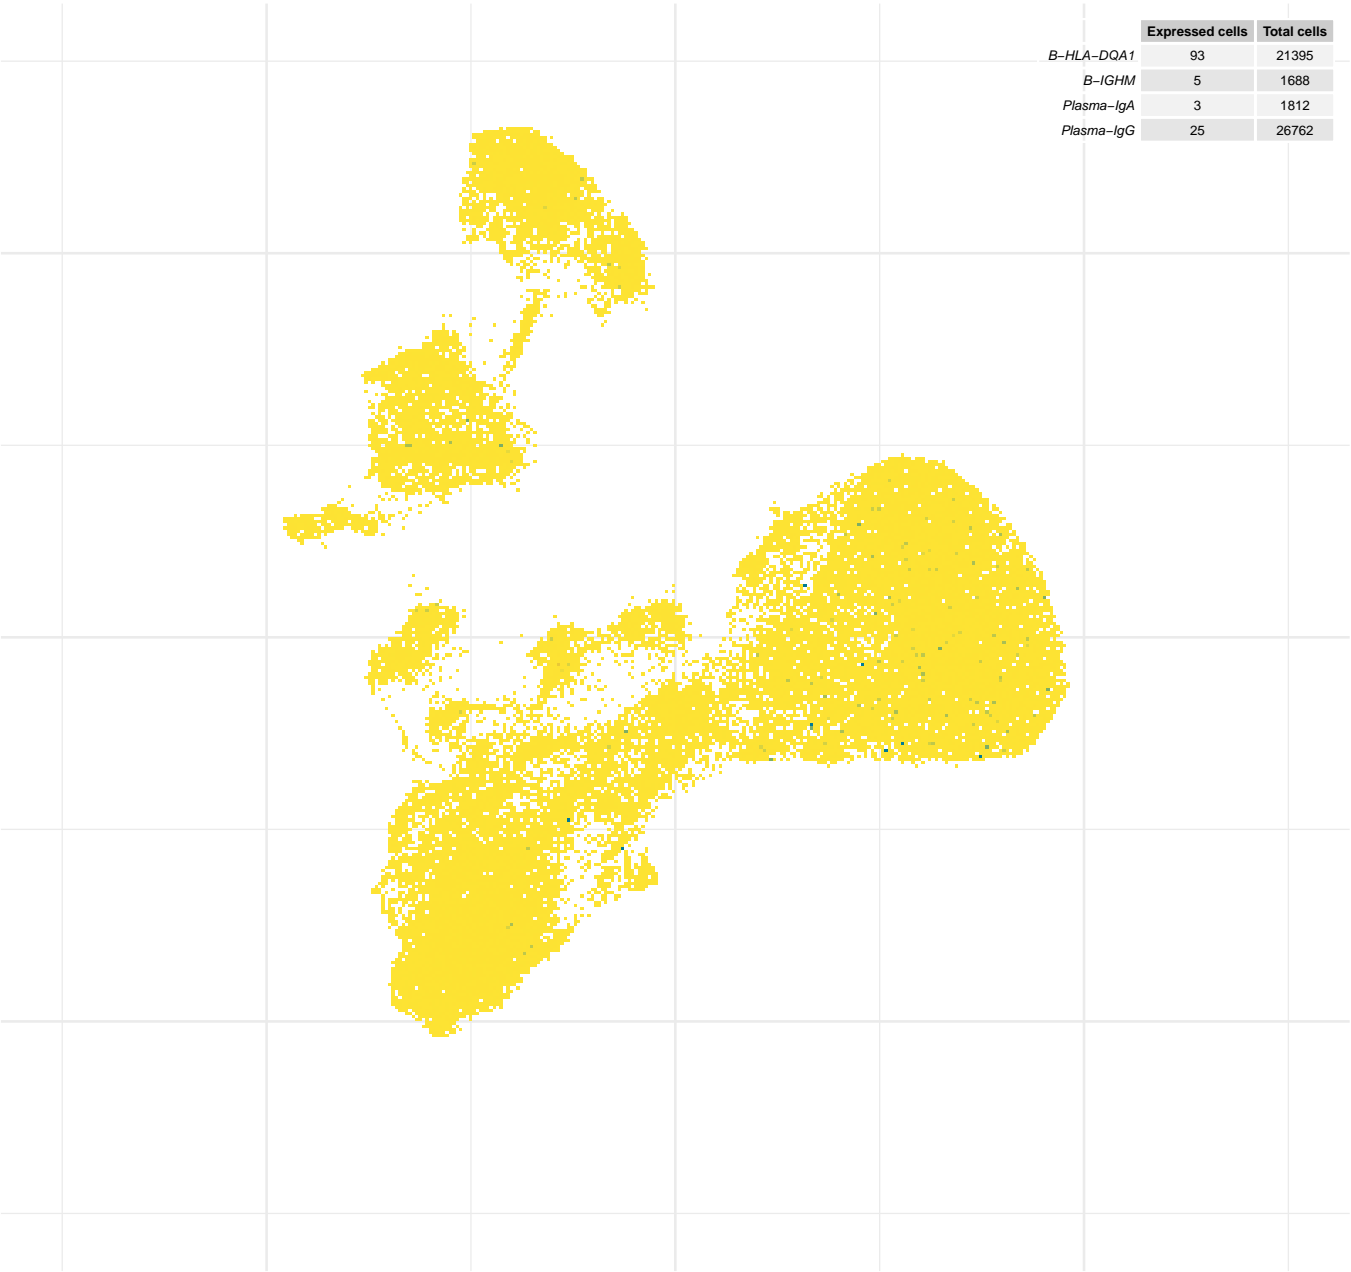 Expressed cells Total cells
B−HLA−DQA1 93 21395
B−IGHM 5 1688
Plasma−IgA 3 1812
Plasma−IgG 25 26762